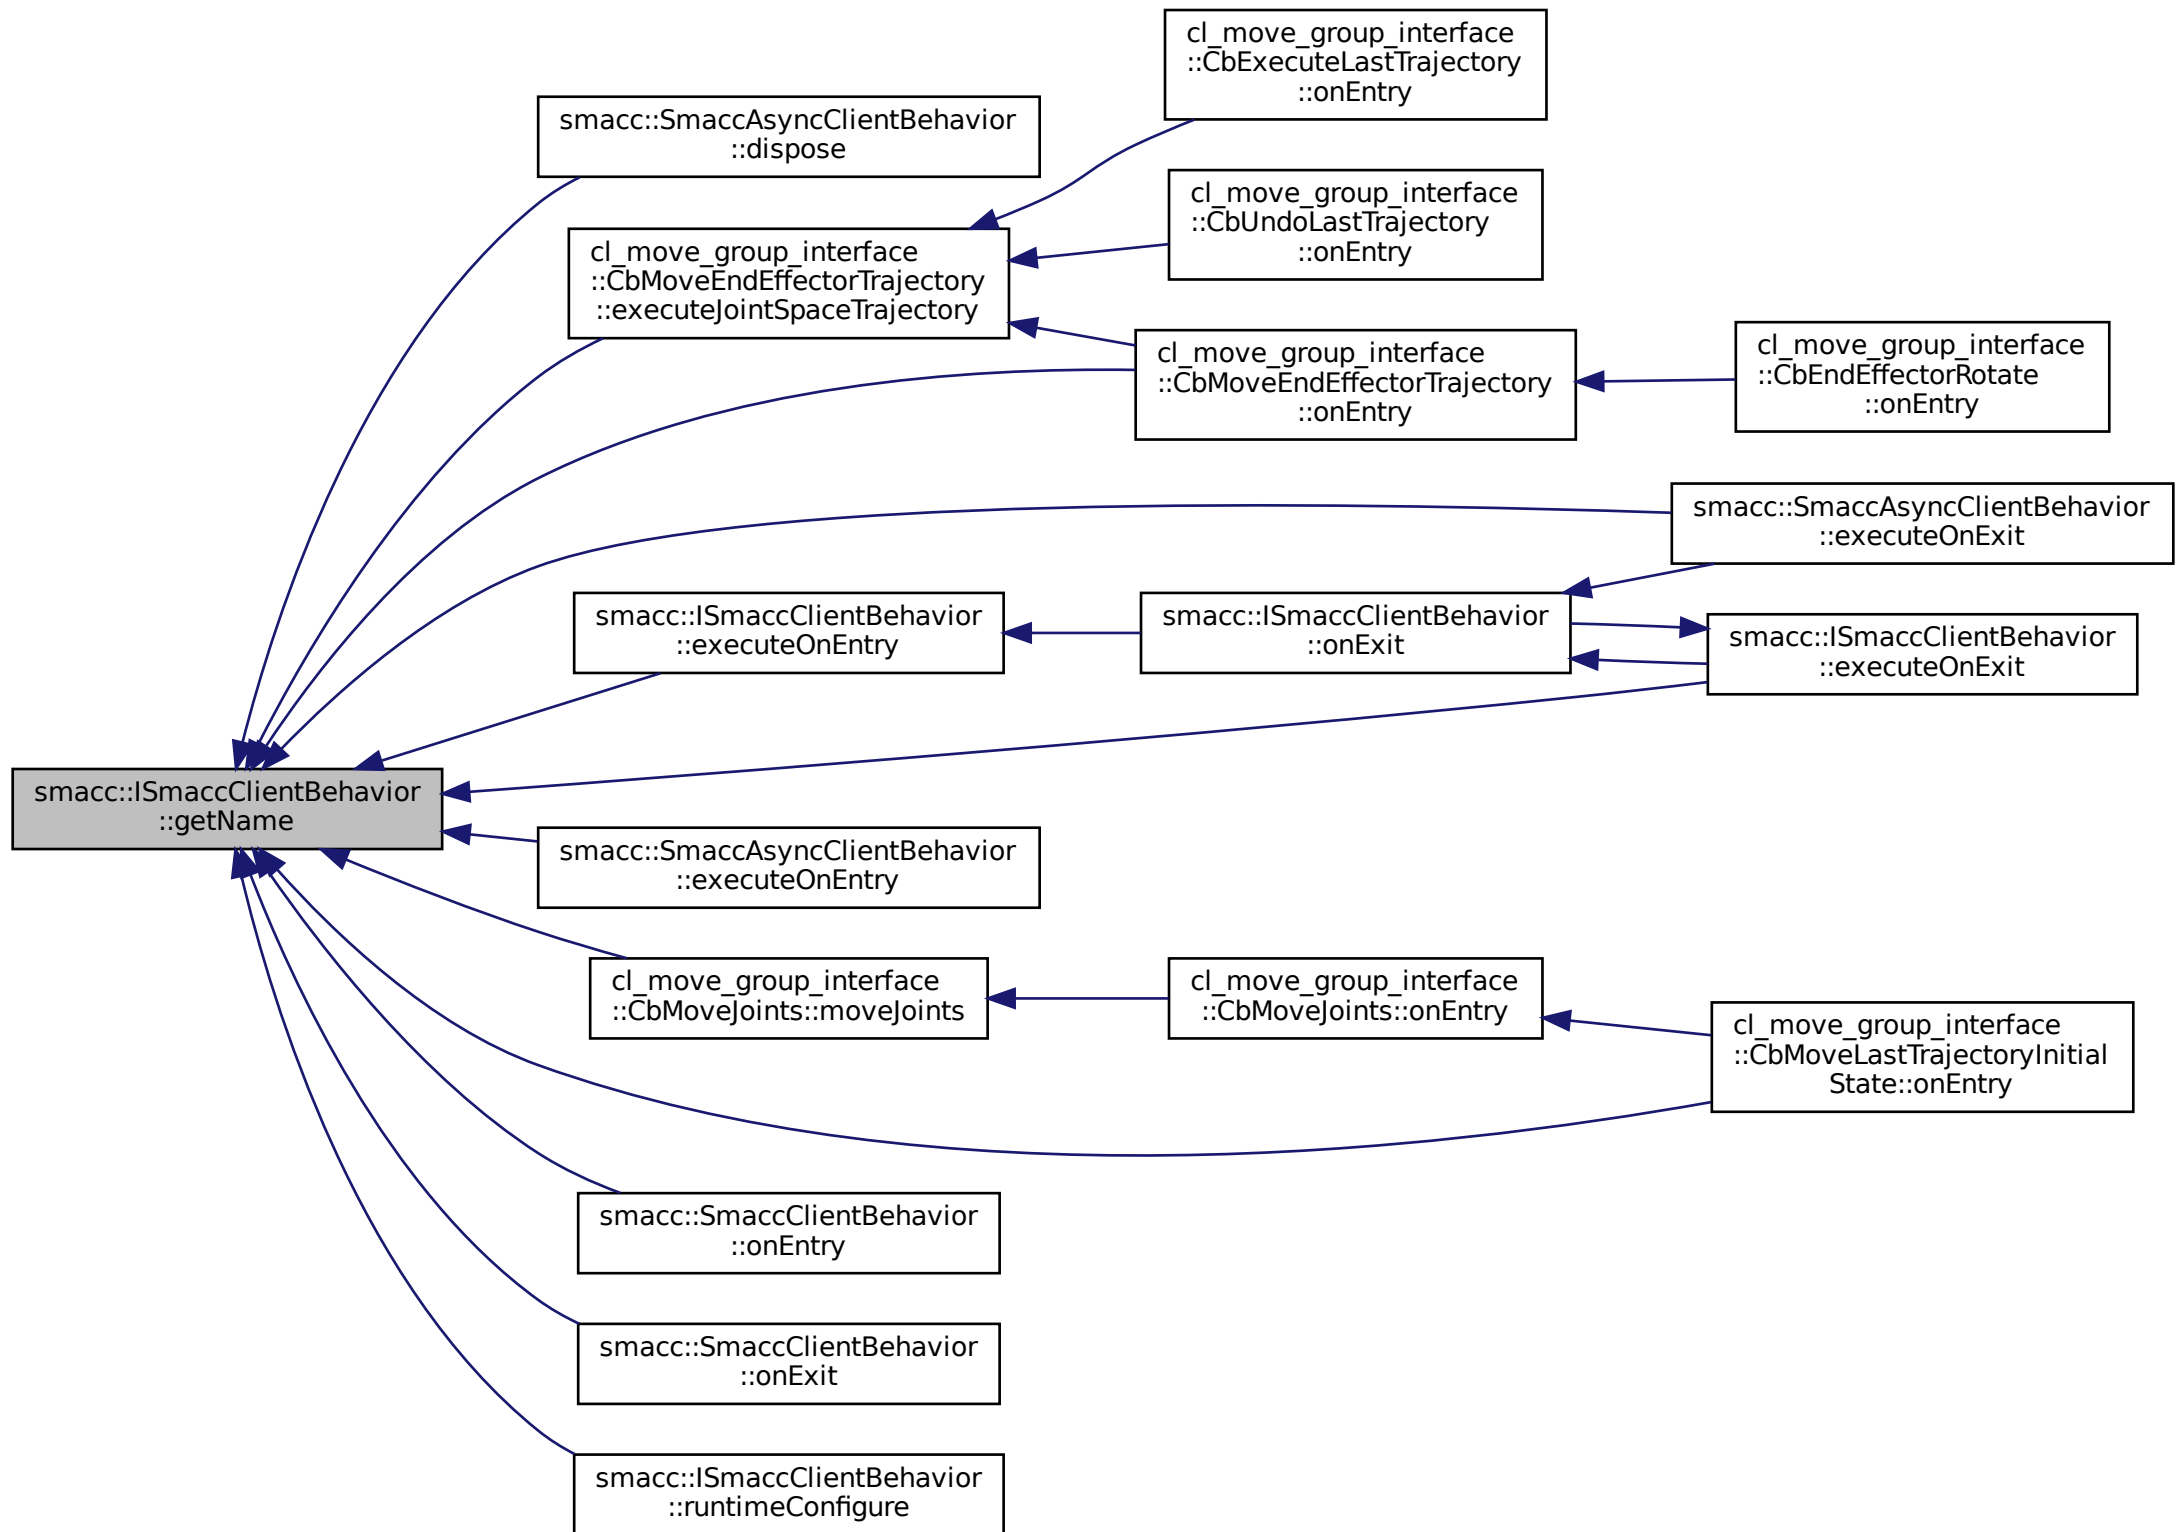 cl_move_group_interface
::CbExecuteLastTrajectory
::onEntry
smacc::SmaccAsyncClientBehavior
::dispose
cl_move_group_interface
::CbUndoLastTrajectory
::onEntry
cl_move_group_interface
::CbMoveEndEffectorTrajectory
::executeJointSpaceTrajectory
cl_move_group_interface
::CbMoveEndEffectorTrajectory
::onEntry
cl_move_group_interface
::CbEndEffectorRotate
::onEntry
smacc::SmaccAsyncClientBehavior
::executeOnExit
smacc::ISmaccClientBehavior
::executeOnEntry
smacc::ISmaccClientBehavior
::onExit
smacc::ISmaccClientBehavior
::executeOnExit
smacc::ISmaccClientBehavior
::getName
smacc::SmaccAsyncClientBehavior
::executeOnEntry
cl_move_group_interface
::CbMoveJoints::moveJoints
cl_move_group_interface
::CbMoveJoints::onEntry
cl_move_group_interface
::CbMoveLastTrajectoryInitial
State::onEntry
smacc::SmaccClientBehavior
::onEntry
smacc::SmaccClientBehavior
::onExit
smacc::ISmaccClientBehavior
::runtimeConfigure